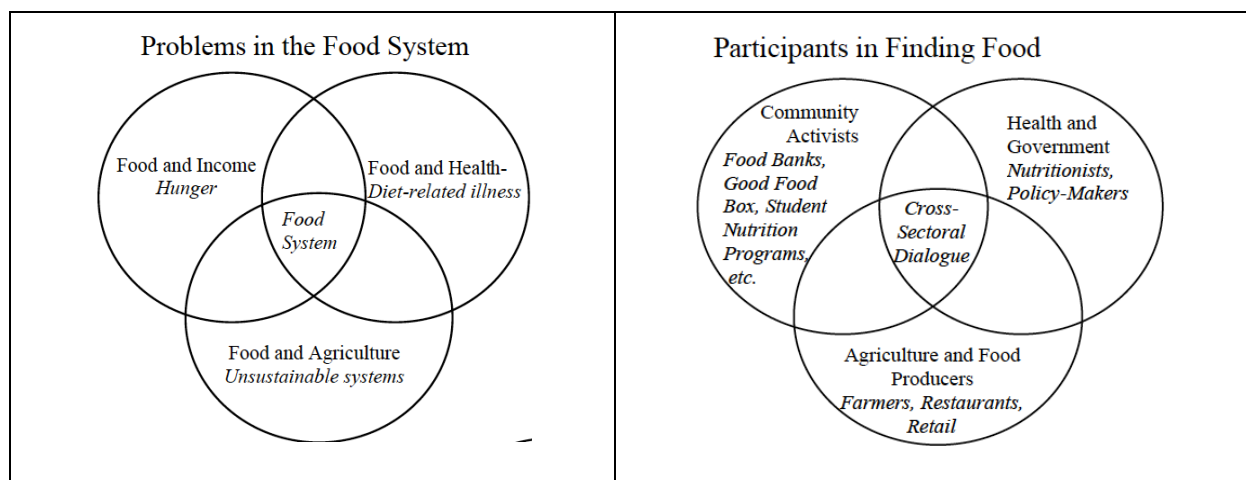 Problems in the Food System
Food and Income
Hunger
Food and Health-
Diet-related illness
Food
System
Food and Agriculture
Unsustainable systems
Participants in Finding Food
Community
Activists
Food Banks,
Good Food
Box, Student
Nutrition
Programs,
etc.
Health and
Government
Nutritionists,
Policy-Makers
Cross-
Sectoral
Dialogue
Agriculture and Food
Producers
Farmers, Restaurants,
Retail